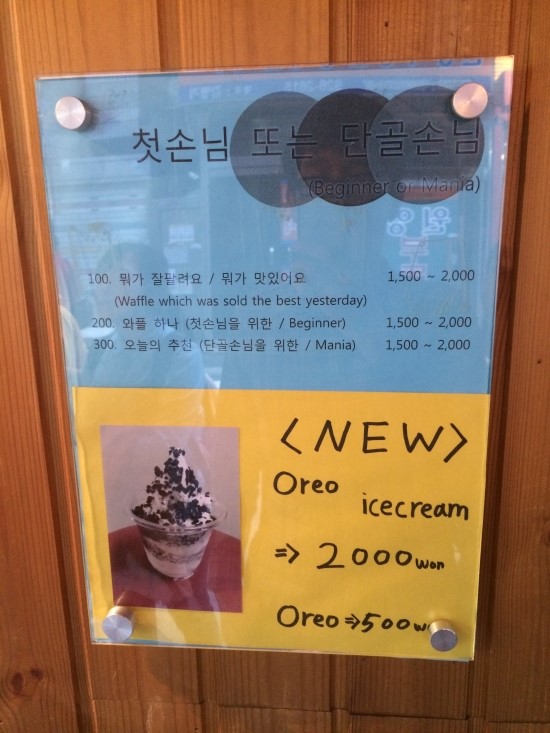 첫손님 또는 단골손님
(Beginner or Mania)
100. 뭐가 잘팔려요 / 뭐가 맛있어요 1,500 ~ 2,000
(Waffle which was sold the best yesterday)
200. 와플 하나 (첫손님을 위한 / Beginner) 1,500 ~ 2,000
300. 오늘의 추천 (단골손님을 위한 / Mania) 1,500 ~ 2,000
<NEW>
Oreo icecream
=> 2000 won
Oreo => 500